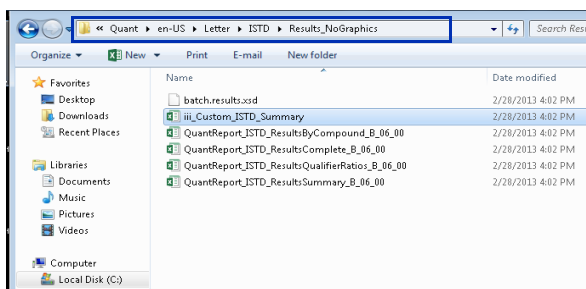 « Quant ▸ en-US ▸ Letter ▸ ISTD ▸ Results_NoGraphics
Search Res
Organize ▾ New ▾ Print E-mail New folder
Name Date modified
Favorites
Desktop
Downloads
Recent Places
Libraries
Documents
Music
Pictures
Videos
Computer
Local Disk (C:)
batch.results.xsd 2/28/2013 4:02 PM
iii_Custom_ISTD_Summary 2/28/2013 4:02 PM
QuantReport_ISTD_ResultsByCompound_B_06_00 2/28/2013 4:02 PM
QuantReport_ISTD_ResultsComplete_B_06_00 2/28/2013 4:02 PM
QuantReport_ISTD_ResultsQualifierRatios_B_06_00 2/28/2013 4:02 PM
QuantReport_ISTD_ResultsSummary_B_06_00 2/28/2013 4:02 PM